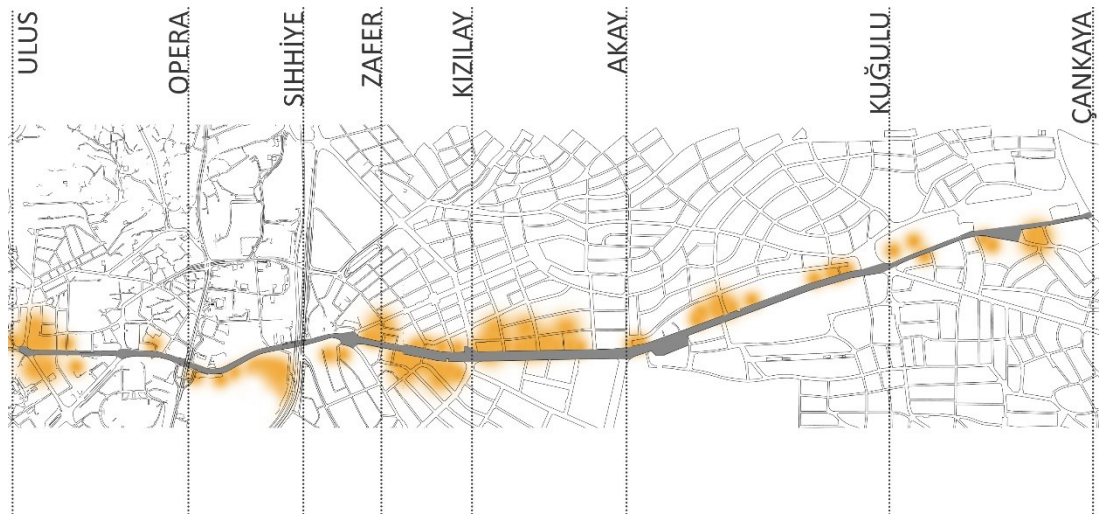 ULUS
OPERA
SIHHİYE
ZAFER
KIZILAY
AKAY
KUĞULU
ÇANKAYA